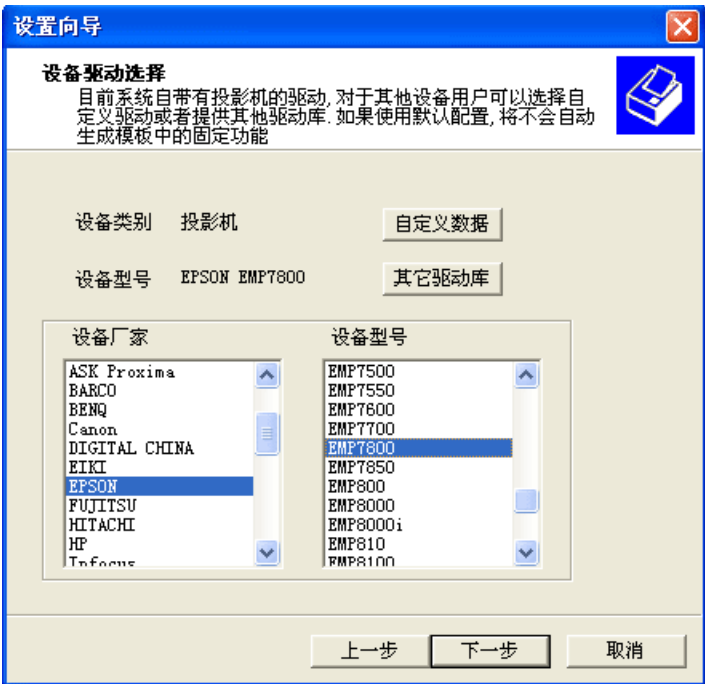 设置向导
设备驱动选择
目前系统自带有投影机的驱动,对于其他设备用户可以选择自
定义驱动或者提供其他驱动库.如果使用默认配置,将不会自动
生成模板中的固定功能
设备类别 投影机 自定义数据
设备型号 EPSON EMP7800 其它驱动库
设备厂家 设备型号
ASK Proxima EMP7500
BARCO EMP7550
BENQ EMP7600
Canon EMP7700
DIGITAL CHINA EMP7800
EIKI EMP7850
EPSON EMP800
FUJITSU EMP8000
HITACHI EMP8000i
HP EMP810
Infocus EMP8100
上一步 下一步 取消